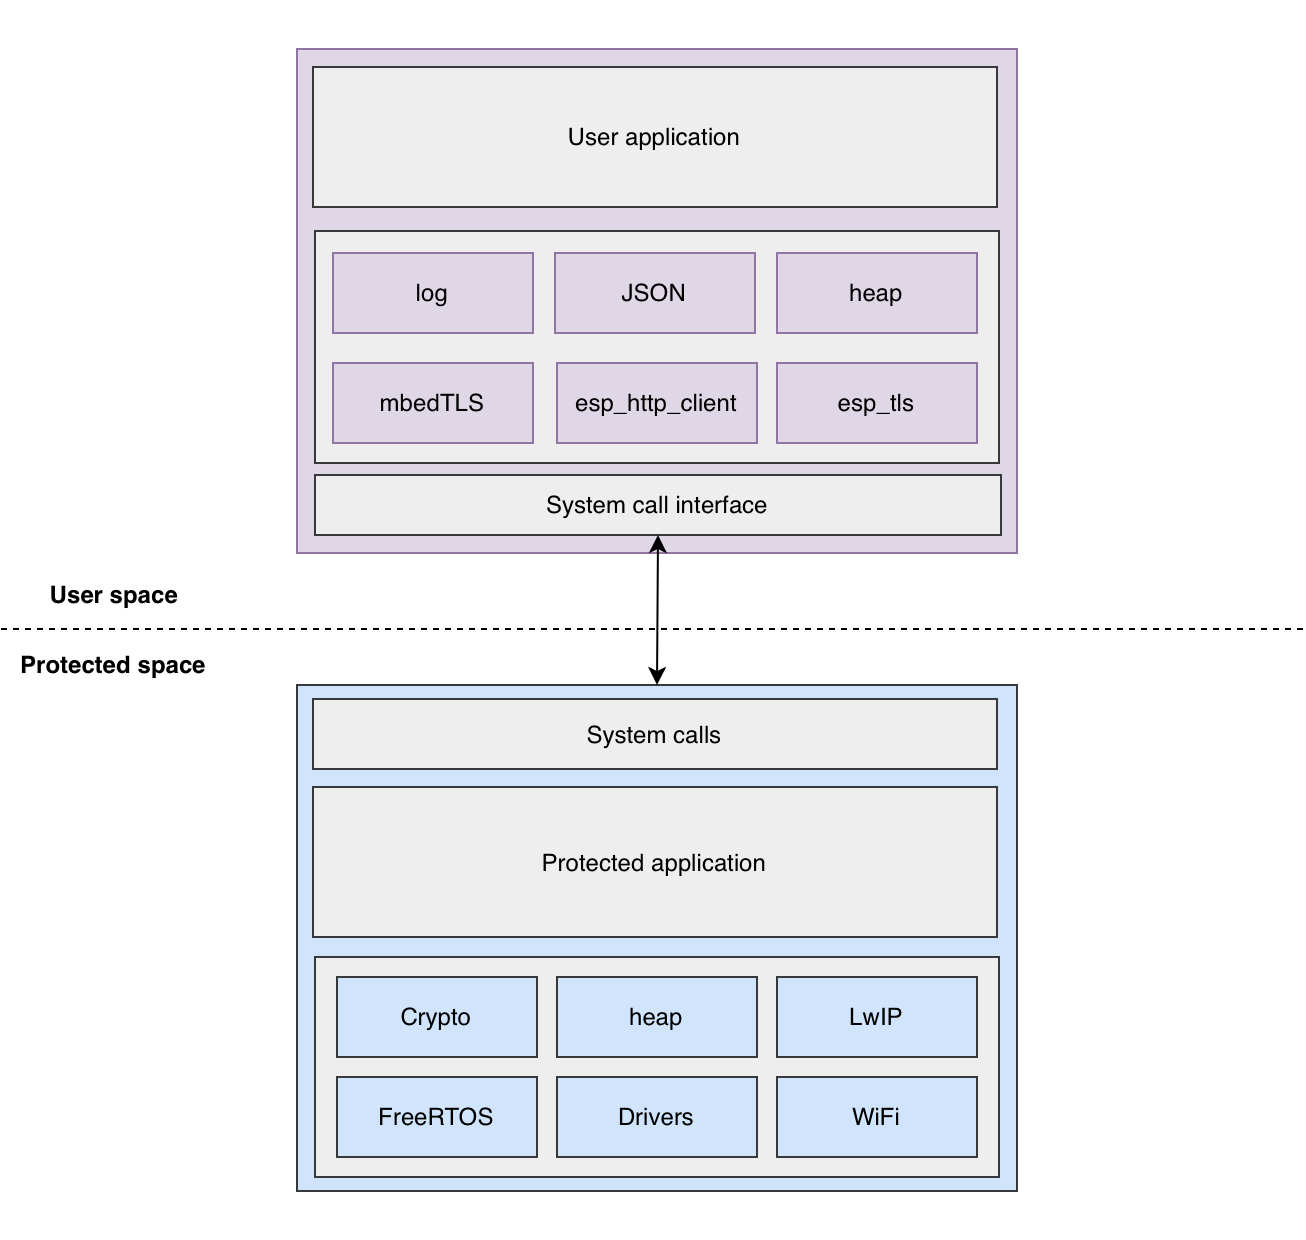 User application
log
JSON
heap
mbedTLS
esp_http_client
esp_tls
System call interface
User space
Protected space
System calls
Protected application
Crypto
heap
LwIP
FreeRTOS
Drivers
WiFi